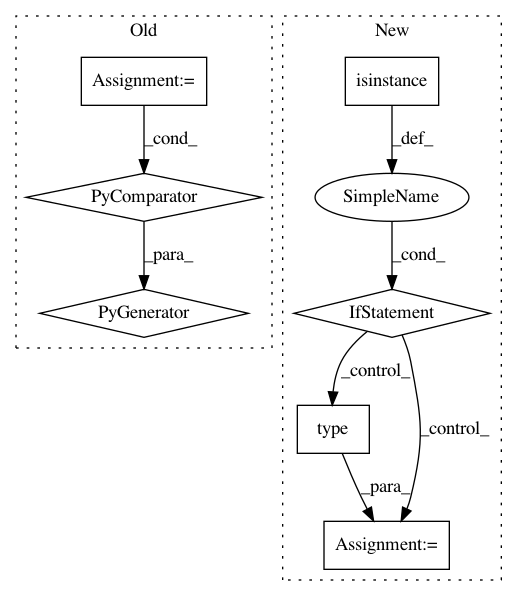 Old
New
Assignment:=
isinstance
_cond_
_def_
PyComparator
SimpleName
_para_
_cond_
PyGenerator
IfStatement
_control_
type
_control_
_para_
Assignment:=